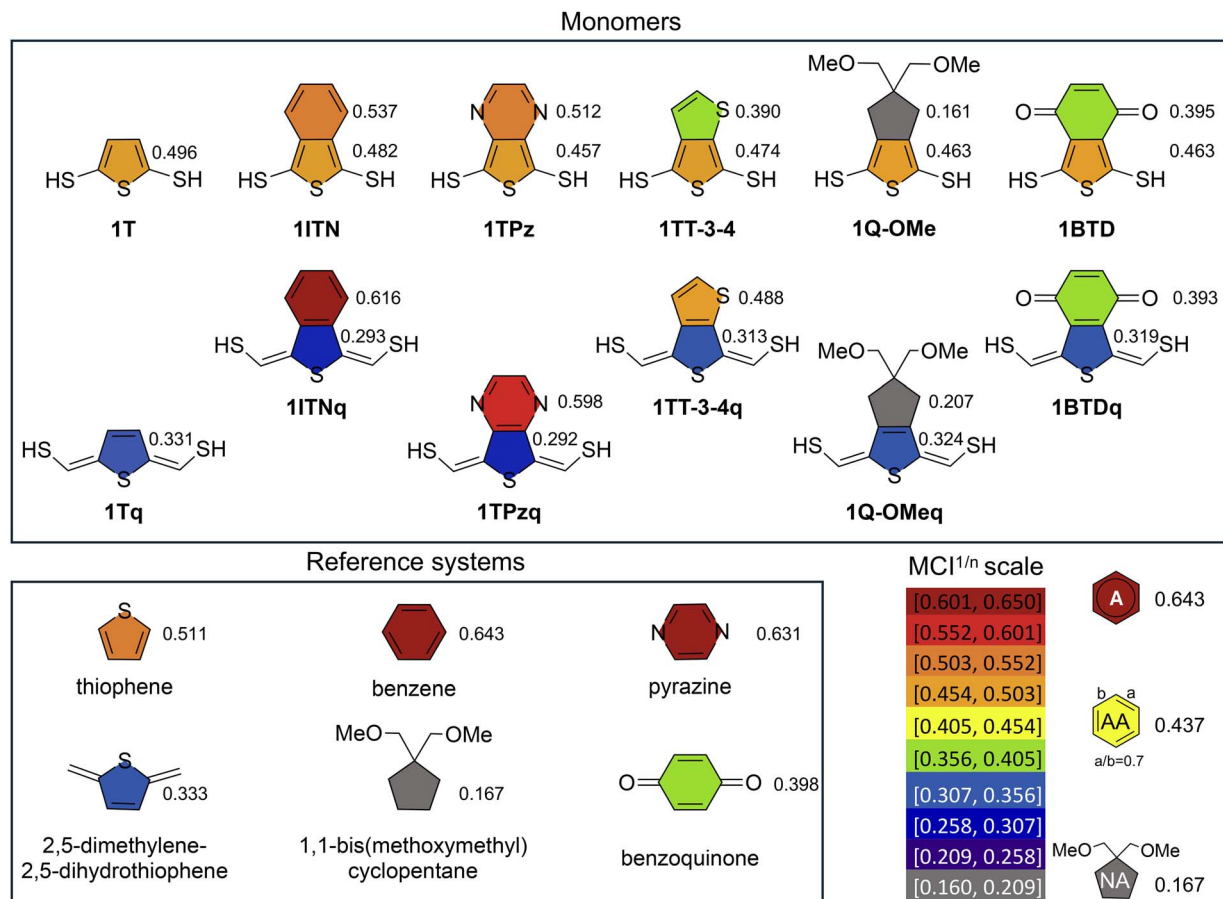 Monomers
MeO OMe
N N S O O
0.537 0.512 0.390 0.161 0.395
0.496 0.482 0.457 0.474 0.463 0.463
HS S SH HS S SH HS S SH HS S SH HS S SH HS S SH
1T 1ITN 1TPz 1TT-3-4 1Q-OMe 1BTD
0.616 S 0.488 O O 0.393
HS S SH 0.293 HS S SH 0.313 MeO OMe HS S SH 0.319
1ITNq 1TT-3-4q 1BTDq
N N 0.598 0.207
HS S SH 0.331 HS S SH 0.292 HS S SH 0.324
1Tq 1TPzq 1Q-OMeq
Reference systems
S 0.511 0.643 N N 0.631
thiophene benzene pyrazine
MeO OMe
S 0.333 0.167 O O 0.398
2,5-dimethylene-
2,5-dihydrothiophene
1,1-bis(methoxymethyl)
cyclopentane
benzoquinone
MCI1/n scale
[0.601, 0.650]
[0.552, 0.601]
[0.503, 0.552]
[0.454, 0.503]
[0.405, 0.454]
[0.356, 0.405]
[0.307, 0.356]
[0.258, 0.307]
[0.209, 0.258]
[0.160, 0.209]
A 0.643
b a
AA 0.437
a/b=0.7
MeO OMe
NA 0.167